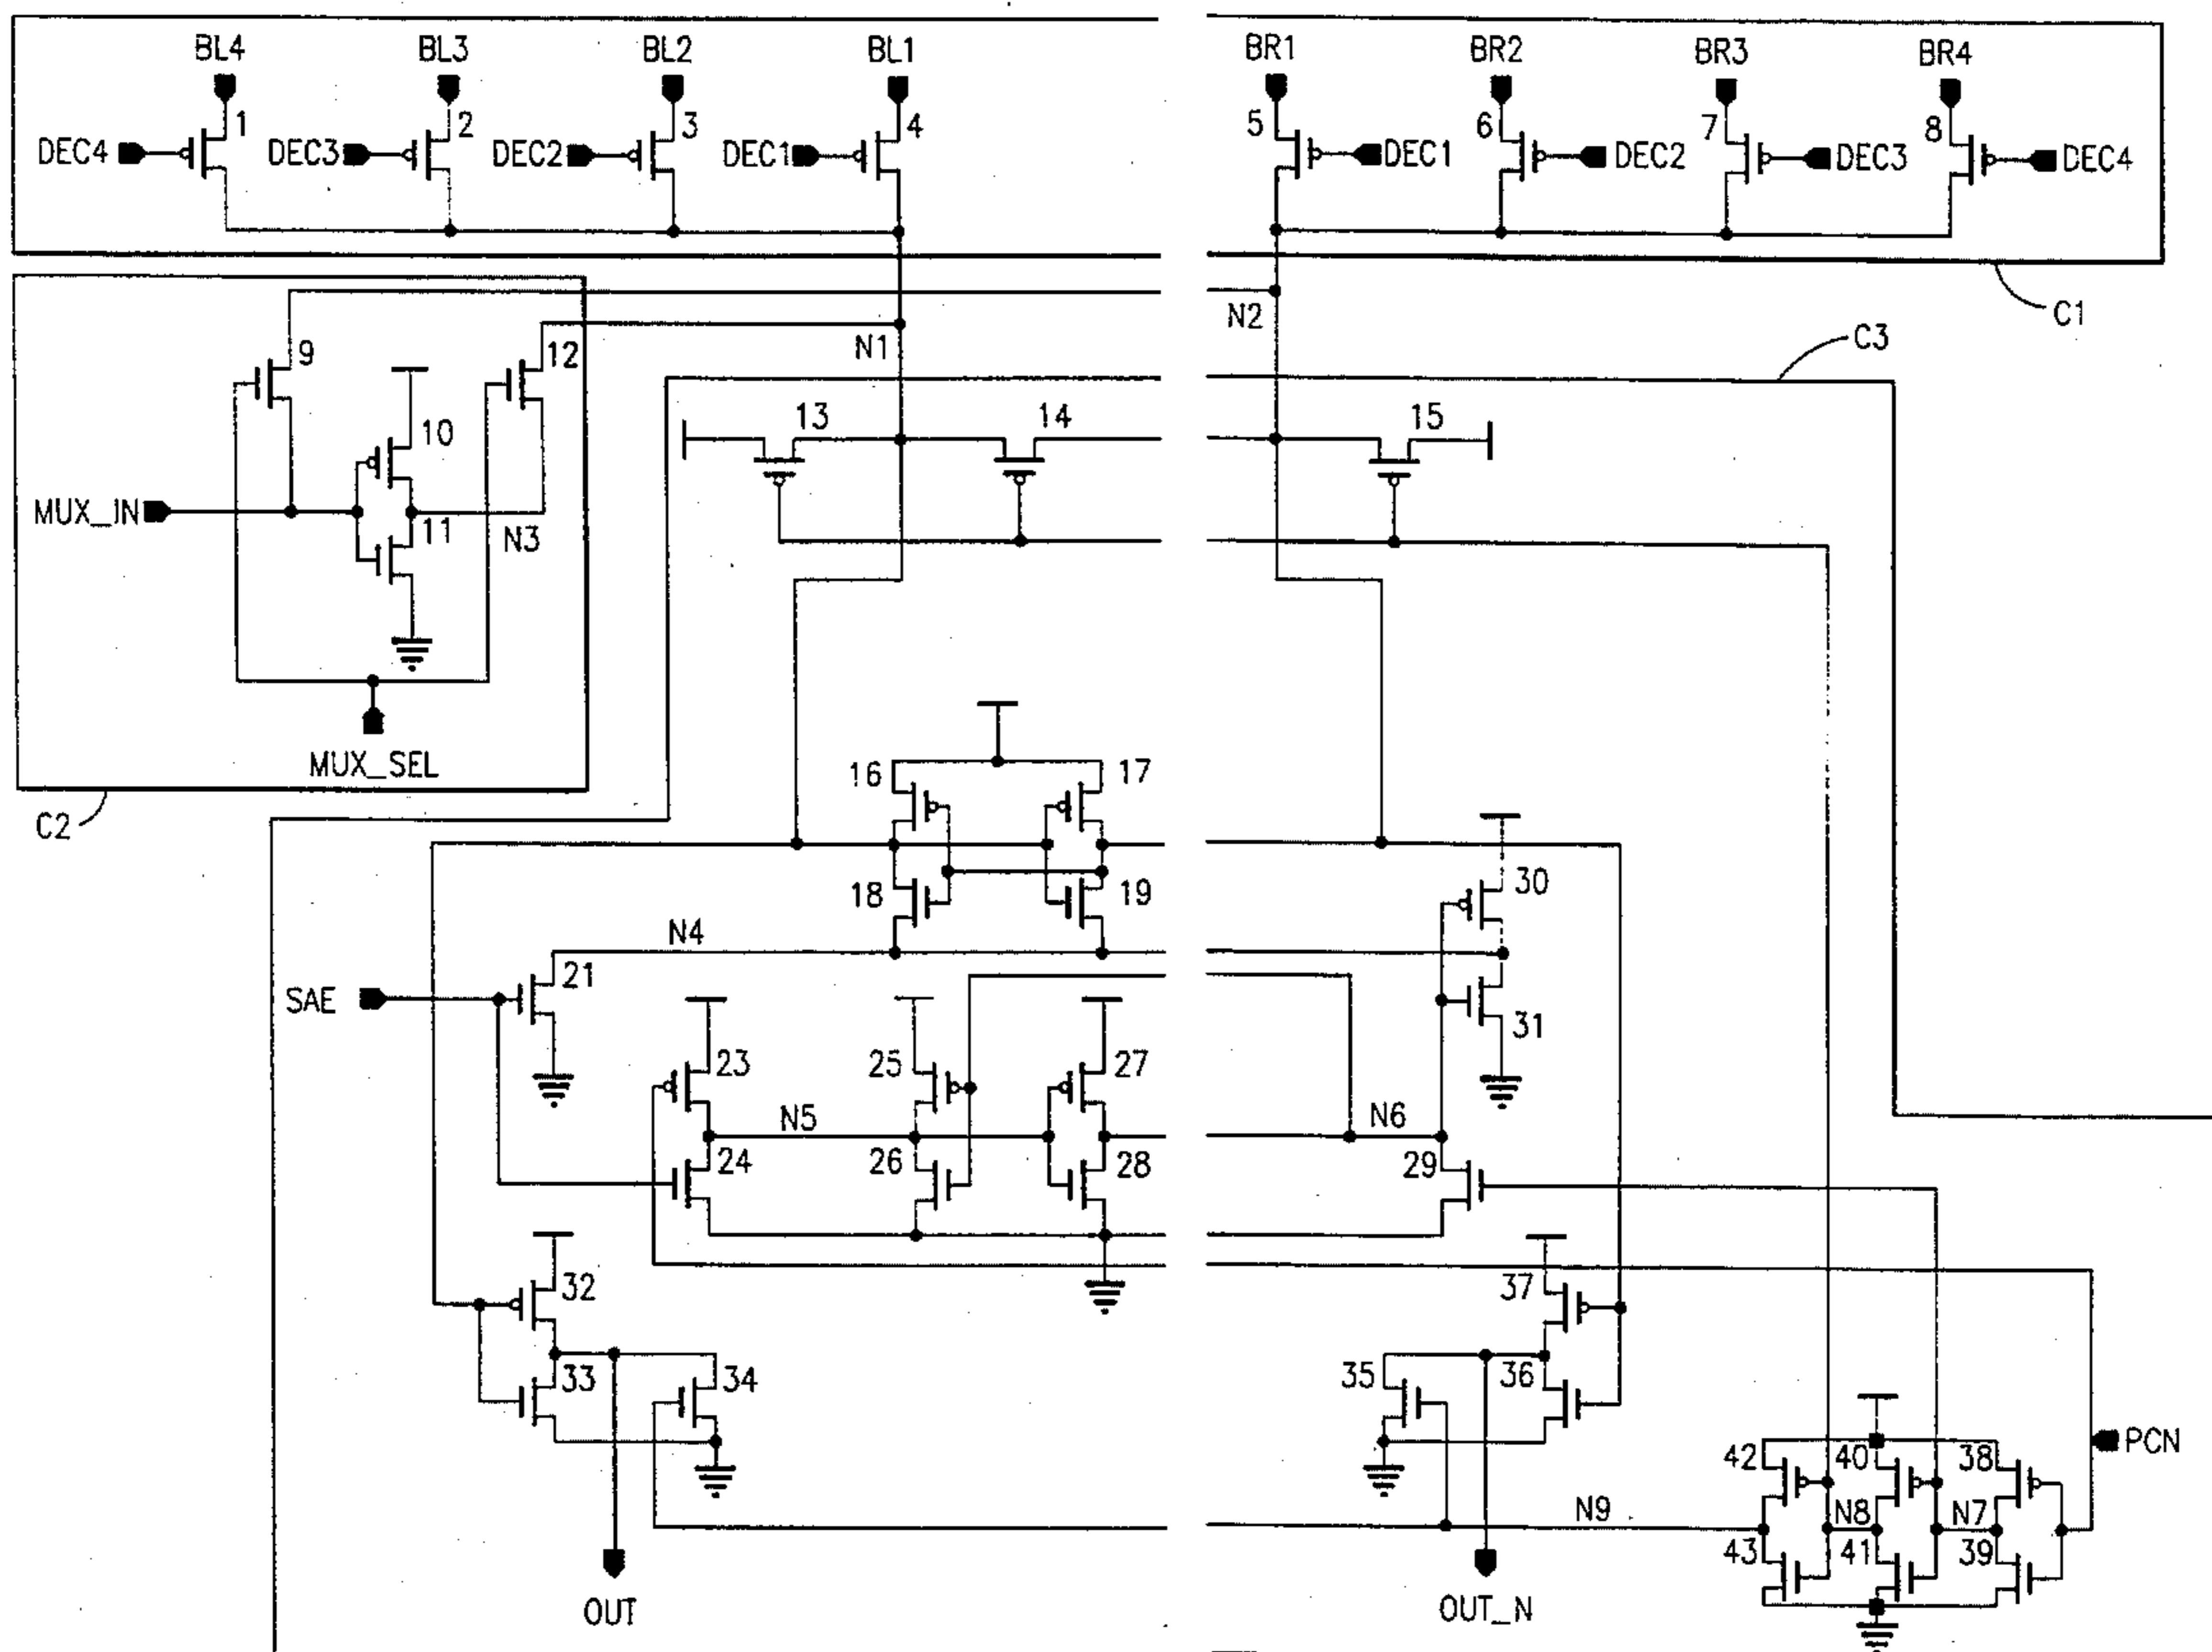 BL4 BL3 BL2 BL1 BR1 BR2 BR3 BR4
1 2 3 4 5 6 7 8
DEC4 DEC3 DEC2 DEC1 DEC1 DEC2 DEC3 DEC4
C1
N2
N1
C3
9 12
13 14 15
10
MUX_IN 11 N3
MUX_SEL
C2
16 17
18 19 30
N4
SAE 21
31
23 25 27
N5 N6
24 26 28 29
32 37
33 34 35 36
PCN
42 40 38
N9 N8 N7
43 41 39
OUT OUT_N